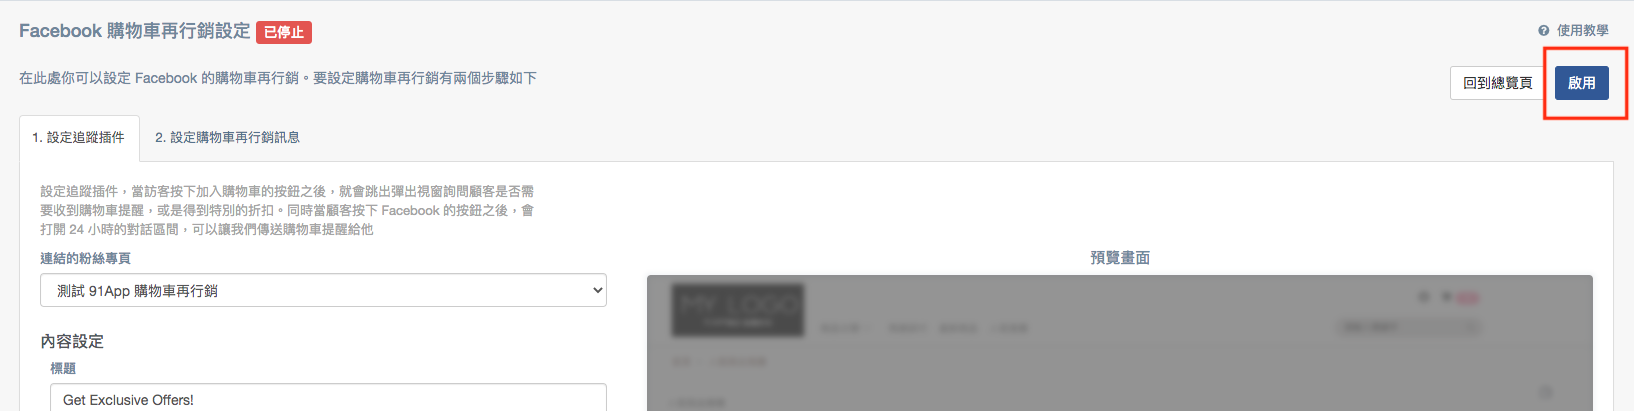 Facebook 購物車再行銷設定 已停止
使用教學
在此處你可以設定 Facebook 的購物車再行銷。要設定購物車再行銷有兩個步驟如下
回到總覽頁 啟用
1. 設定追蹤插件 2. 設定購物車再行銷訊息
設定追蹤插件，當訪客按下加入購物車的按鈕之後，就會跳出彈出視窗詢問顧客是否需
要收到購物車提醒，或是得到特別的折扣。同時當顧客按下 Facebook 的按鈕之後，會
打開 24 小時的對話區間，可以讓我們傳送購物車提醒給他
連結的粉絲專頁
預覽畫面
測試 91App 購物車再行銷
MY LOGO
內容設定
標題
Get Exclusive Offers!